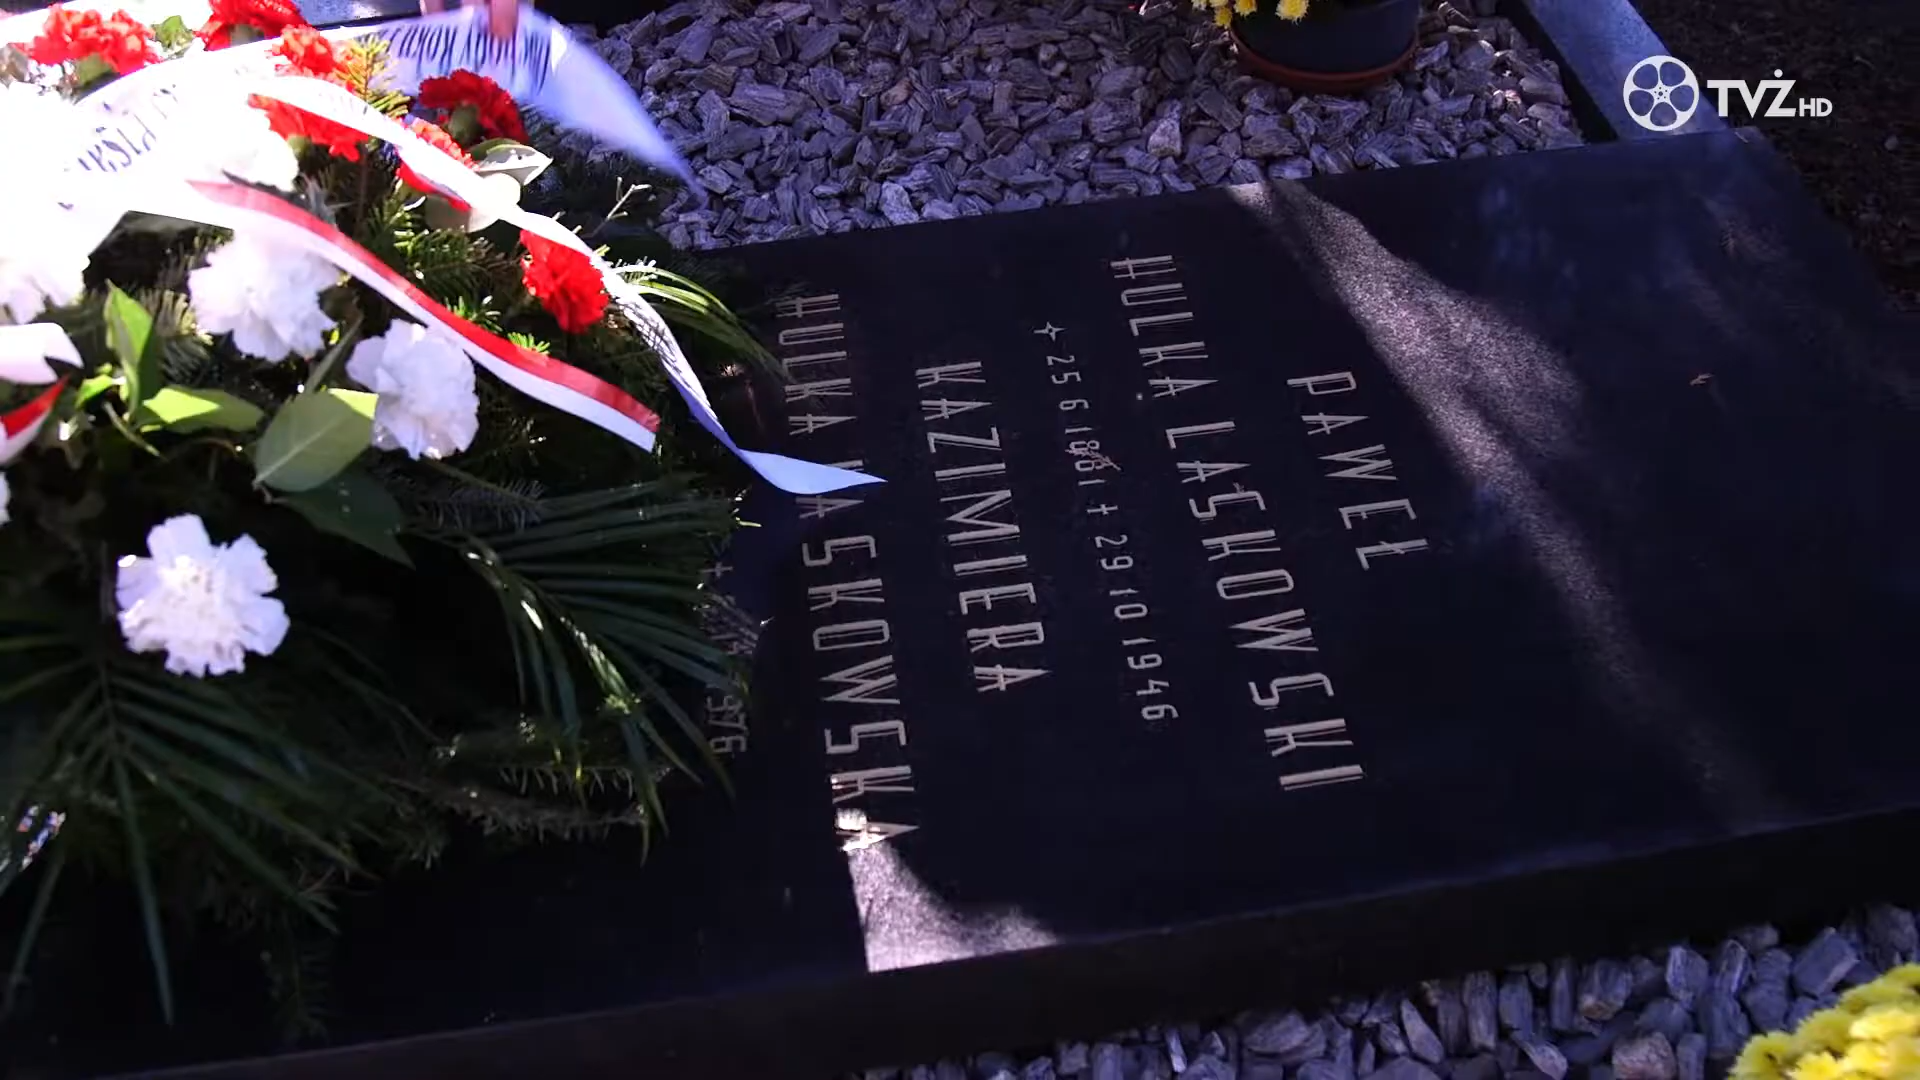 TVŻ HD
PAWEŁ
HULKA LASKOWSKI
25 6 1881 + 29 10 1946
KAZIMIERA
HULKA LASKOWSKA